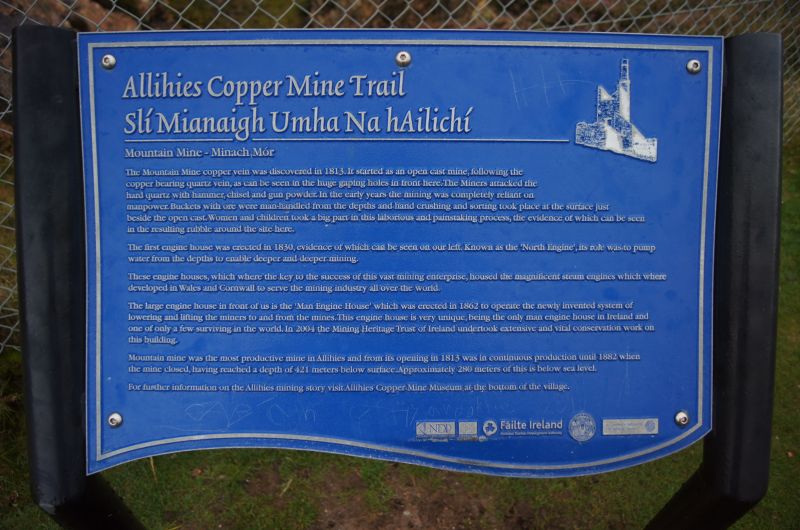 Allihies Copper Mine Trail
Slí Mianaigh Umha Na hAilichí
Mountain Mine - Minach Mór
The Mountain Mine copper vein was discovered in 1813. It started as an open cast mine, following the
copper bearing quartz vein, as can be seen in the huge gaping holes in front here. The Miners attacked the
hard quartz with hammer, chisel and gun powder. In the early years the mining was completely reliant on
manpower. Buckets with ore were man-handled from the depths and hand crushing and sorting took place at the surface just
beside the open cast. Women and children took a big part in this laborious and painstaking process, the evidence of which can be seen
in the resulting rubble around the site here.
The first engine house was erected in 1830, evidence of which can be seen on our left. Known as the 'North Engine', its role was to pump
water from the depths to enable deeper and deeper mining.
These engine houses, which where the key to the success of this vast mining enterprise, housed the magnificent steam engines which where
developed in Wales and Cornwall to serve the mining industry all over the world.
The large engine house in front of us is the 'Man Engine House' which was erected in 1862 to operate the newly invented system of
lowering and lifting the miners to and from the mines. This engine house is very unique, being the only man engine house in Ireland and
one of only a few surviving in the world. In 2004 the Mining Heritage Trust of Ireland undertook extensive and vital conservation work on
this building.
Mountain mine was the most productive mine in Allihies and from its opening in 1813 was in continuous production until 1882 when
the mine closed, having reached a depth of 421 meters below surface. Approximately 280 meters of this is below sea level.
For further information on the Allihies mining story visit Allihies Copper Mine Museum at the bottom of the village.
NDP
Fáilte Ireland
National Tourism Development Authority